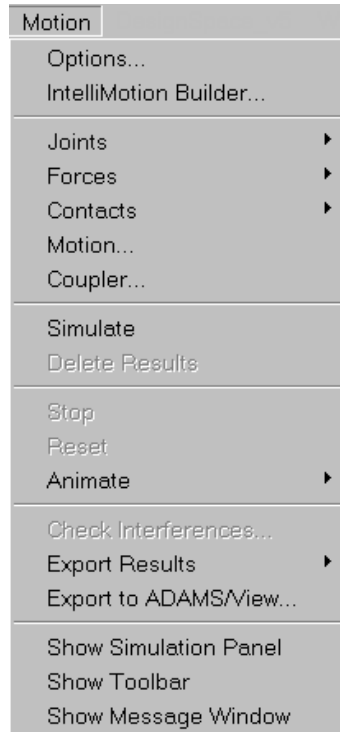 Motion
Options...
IntelliMotion Builder...
Joints
Forces
Contacts
Motion...
Coupler...
Simulate
Delete Results
Stop
Reset
Animate
Check Interferences...
Export Results
Export to ADAMS/View...
Show Simulation Panel
Show Toolbar
Show Message Window